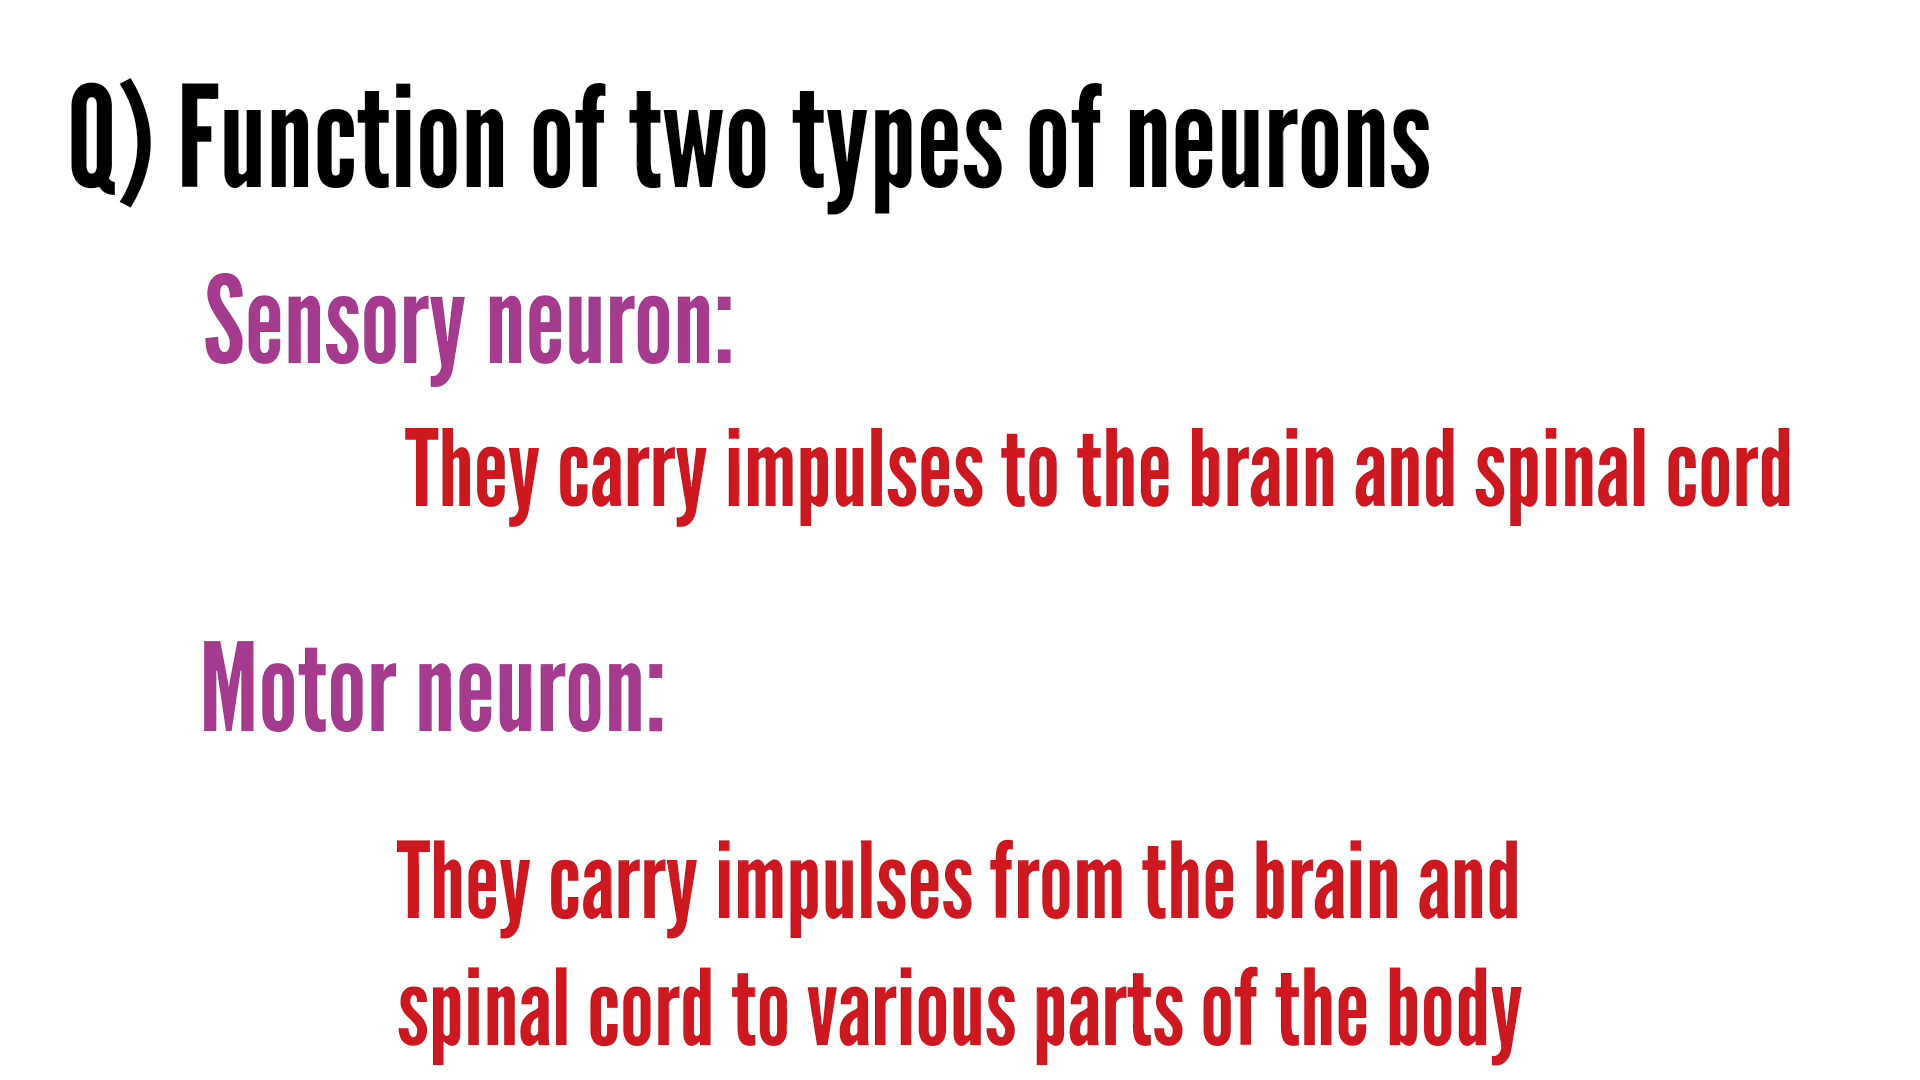 Q) Function of two types of neurons
Sensory neuron:
They carry impulses to the brain and spinal cord
Motor neuron:
They carry impulses from the brain and
spinal cord to various parts of the body